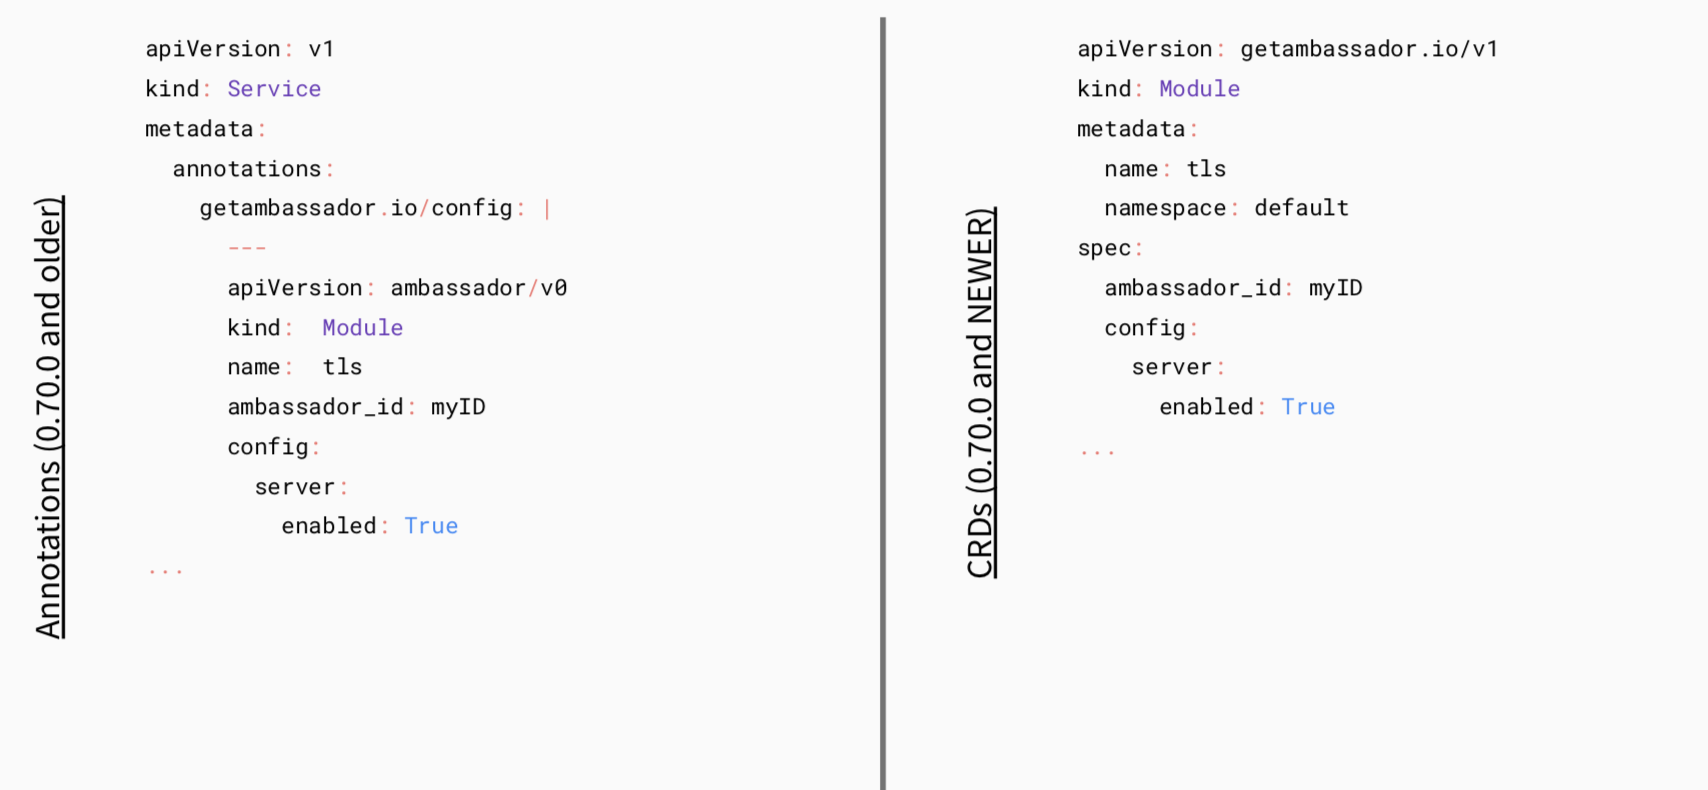 Annotations (0.70.0 and older)
apiVersion: v1
kind: Service
metadata:
  annotations:
    getambassador.io/config: |
      ---
      apiVersion: ambassador/v0
      kind:  Module
      name:  tls
      ambassador_id: myID
      config:
        server:
          enabled: True
...
CRDs (0.70.0 and NEWER)
apiVersion: getambassador.io/v1
kind: Module
metadata:
  name: tls
  namespace: default
spec:
  ambassador_id: myID
  config:
    server:
      enabled: True
...